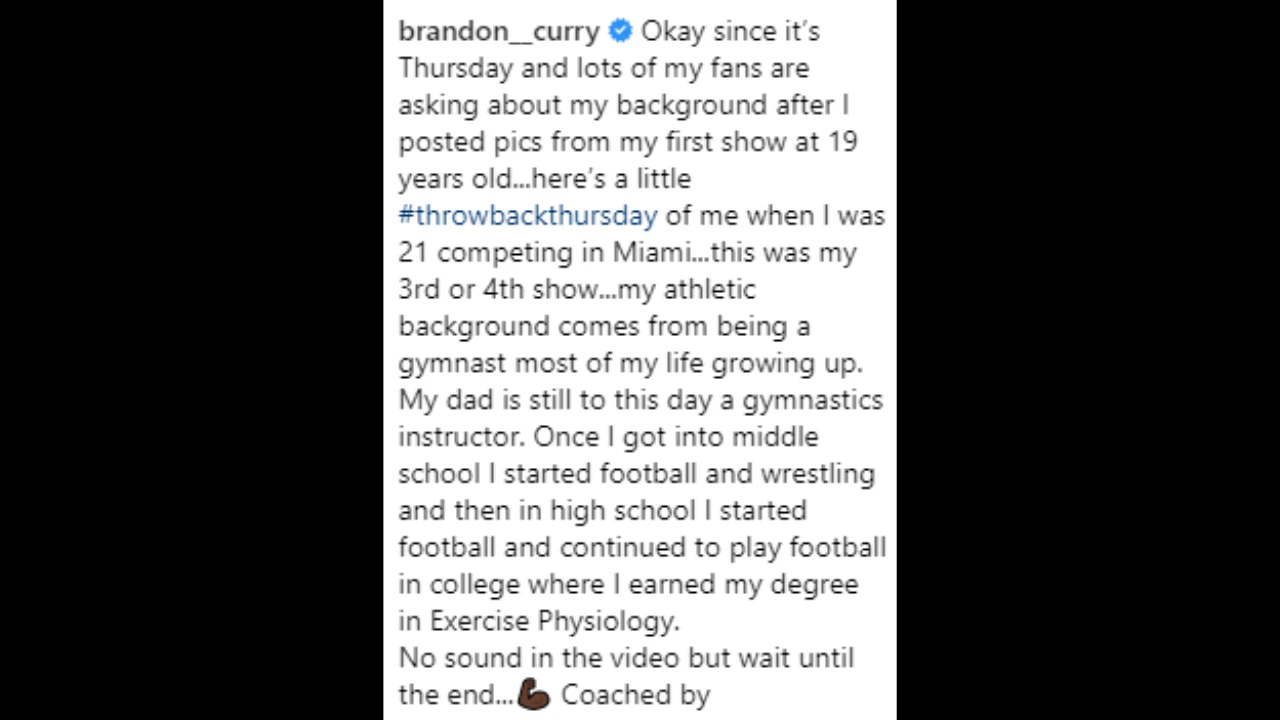 brandon__curry Okay since it's
Thursday and lots of my fans are
asking about my background after I
posted pics from my first show at 19
years old...here's a little
#throwbackthursday of me when I was
21 competing in Miami...this was my
3rd or 4th show...my athletic
background comes from being a
gymnast most of my life growing up.
My dad is still to this day a gymnastics
instructor. Once I got into middle
school I started football and wrestling
and then in high school I started
football and continued to play football
in college where I earned my degree
in Exercise Physiology.
No sound in the video but wait until
the end...💪🏿 Coached by